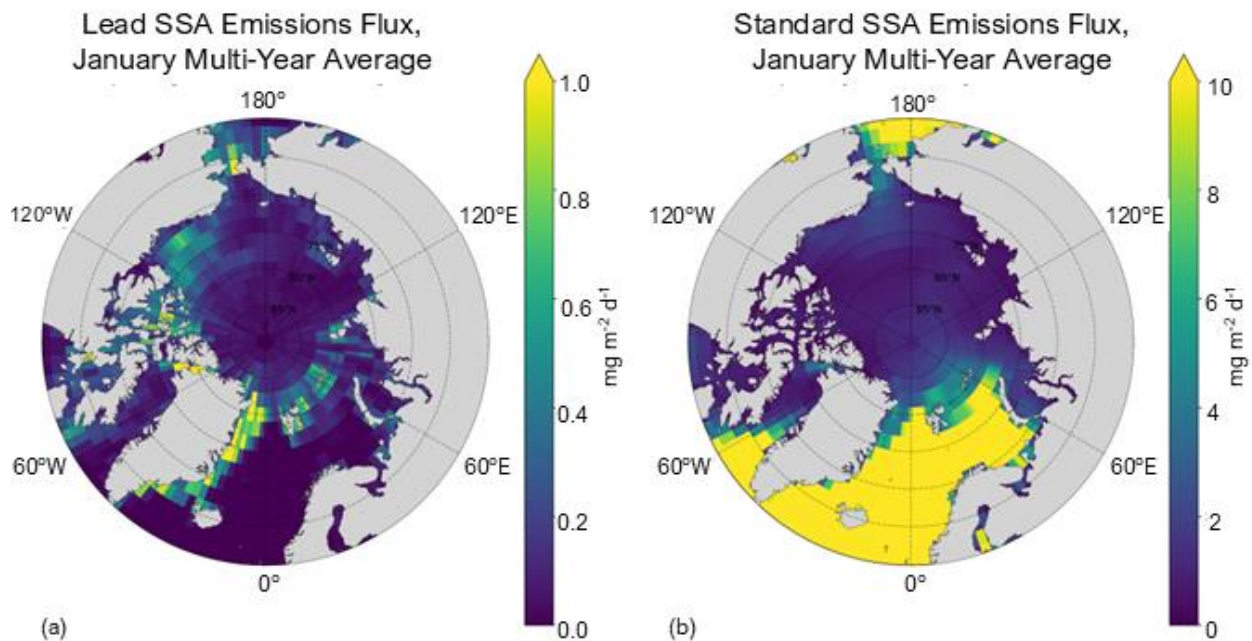 Lead SSA Emissions Flux,
January Multi-Year Average
180°
120°W
120°E
60°W
60°E
0°
85°N
1.0
0.8
0.6
0.4
0.2
0.0
mg m⁻² d⁻¹
(a)
Standard SSA Emissions Flux,
January Multi-Year Average
180°
120°W
120°E
60°W
60°E
0°
85°N
10
8
6
4
2
0
mg m⁻² d⁻¹
(b)